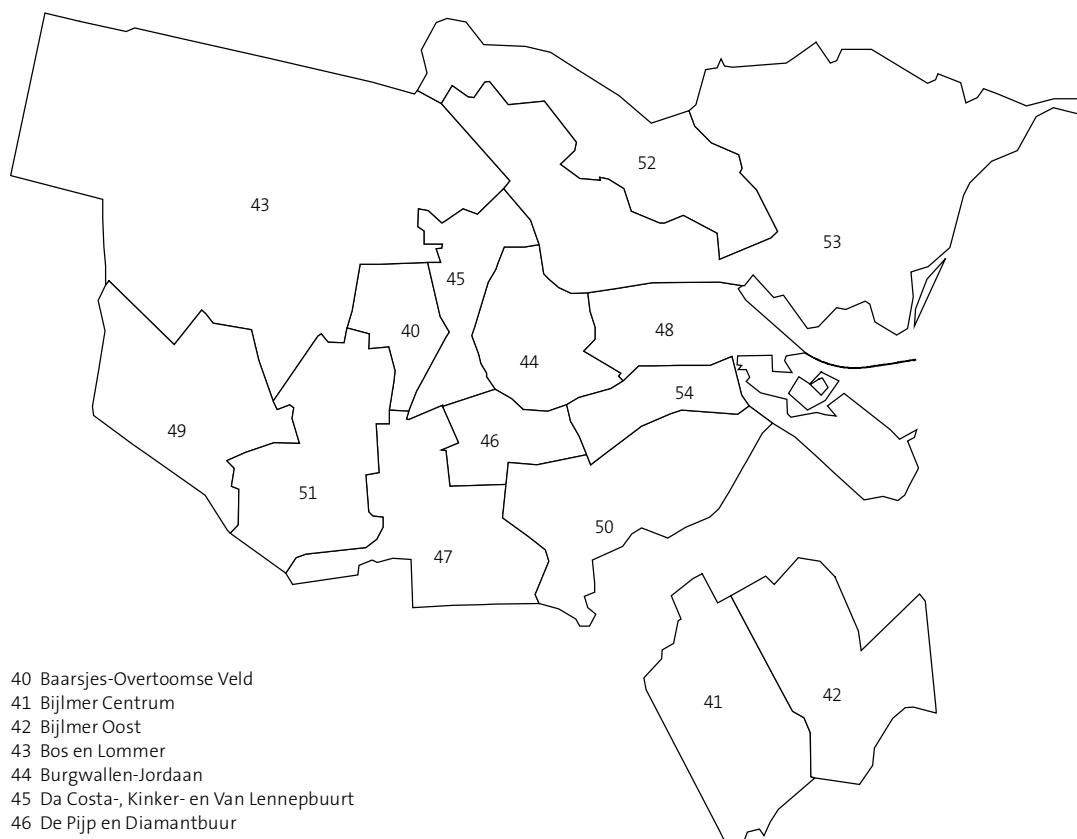 52
43
53
45
40
48
44
54
49
46
51
50
47
41
42
40 Baarsjes-Overtoomse Veld
41 Bijlmer Centrum
42 Bijlmer Oost
43 Bos en Lommer
44 Burgwallen-Jordaan
45 Da Costa-, Kinker- en Van Lennepbuurt
46 De Pijp en Diamantbuur